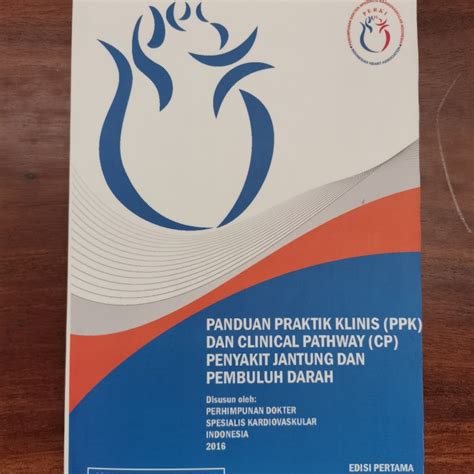 PERKI
PANDUAN PRAKTIK KLINIS (PPK)
DAN CLINICAL PATHWAY (CP)
PENYAKIT JANTUNG DAN
PEMBULUH DARAH
Disusun oleh:
PERHIMPUNAN DOKTER
SPESIALIS KARDIOVASKULAR
INDONESIA
2016
EDISI PERTAMA